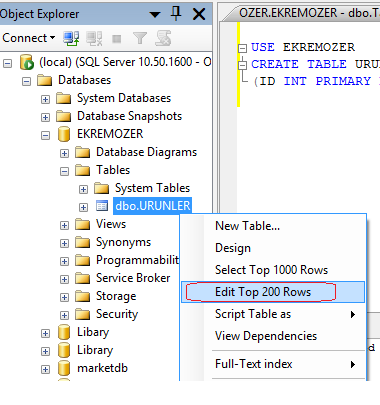 Object Explorer
OZER.EKREMOZER - dbo.T
Connect
(local) (SQL Server 10.50.1600 - O
Databases
System Databases
Database Snapshots
EKREMOZER
Database Diagrams
Tables
System Tables
dbo.URUNLER
Views
Synonyms
Programmabilit
Service Broker
Storage
Security
Libary
Library
marketdb
USE EKREMOZER
CREATE TABLE URU
(ID INT PRIMARY
New Table...
Design
Select Top 1000 Rows
Edit Top 200 Rows
Script Table as
View Dependencies
Full-Text index